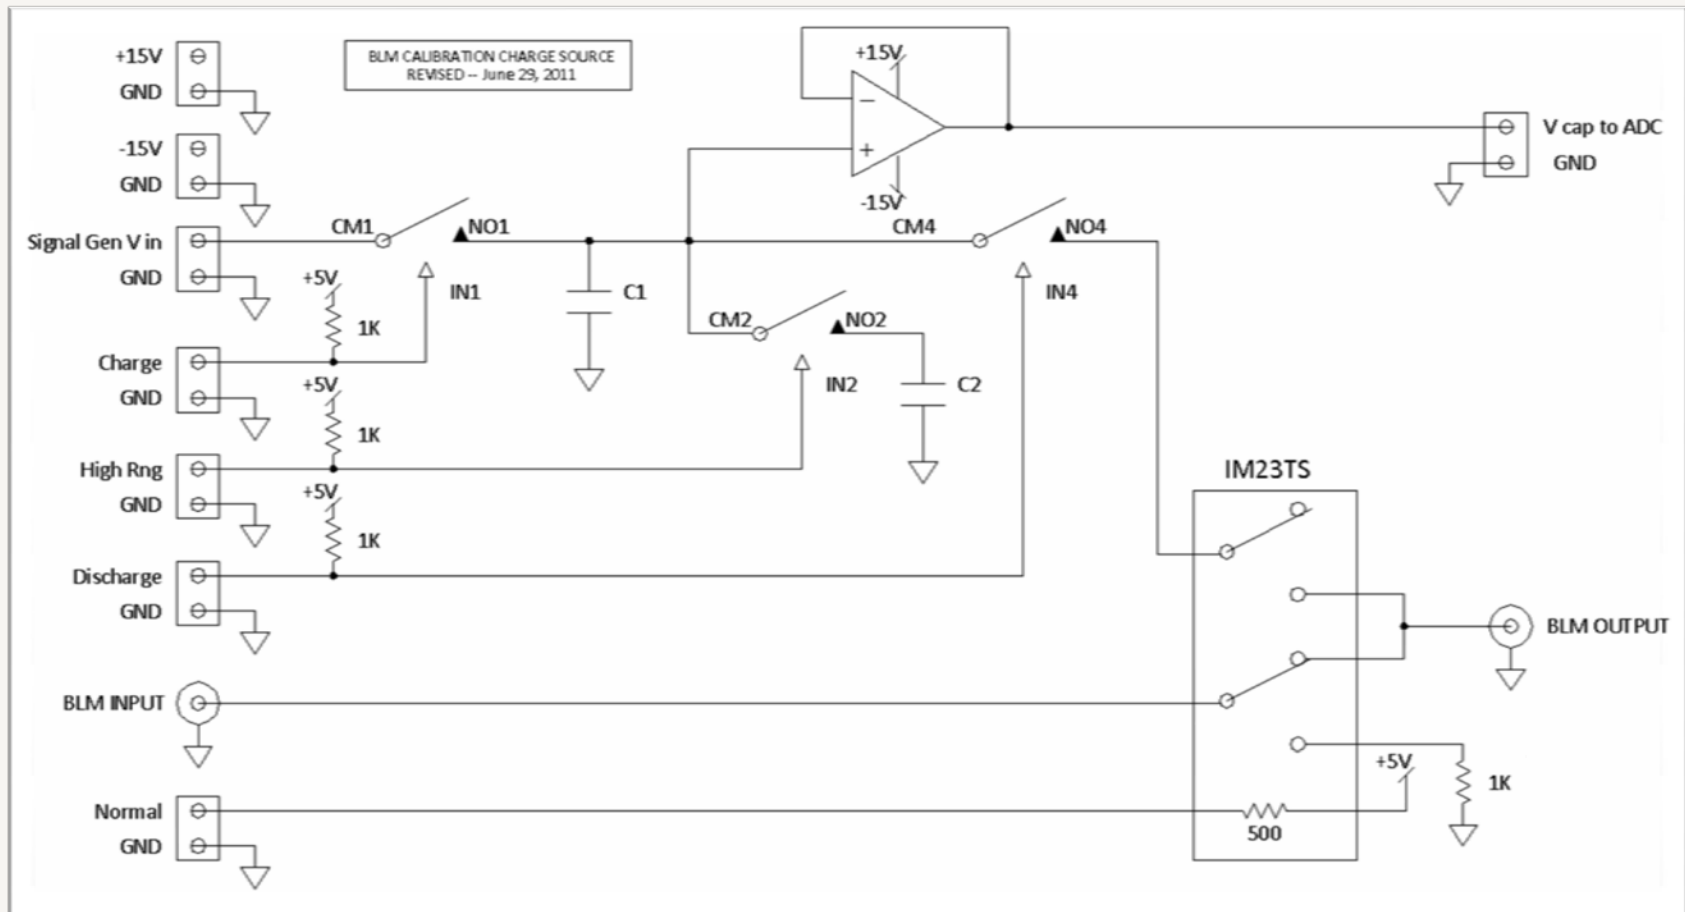 +15V
GND
BLM CALIBRATION CHARGE SOURCE
REVISED -- June 29, 2011
+15V
-15V
V cap to ADC
GND
-15V
GND
Signal Gen V in
GND
CM1
NO1
IN1
CM4
NO4
IN4
C1
CM2
NO2
IN2
C2
+5V
1K
Charge
GND
+5V
1K
High Rng
GND
+5V
1K
Discharge
GND
IM23TS
BLM OUTPUT
BLM INPUT
+5V
1K
Normal
GND
500